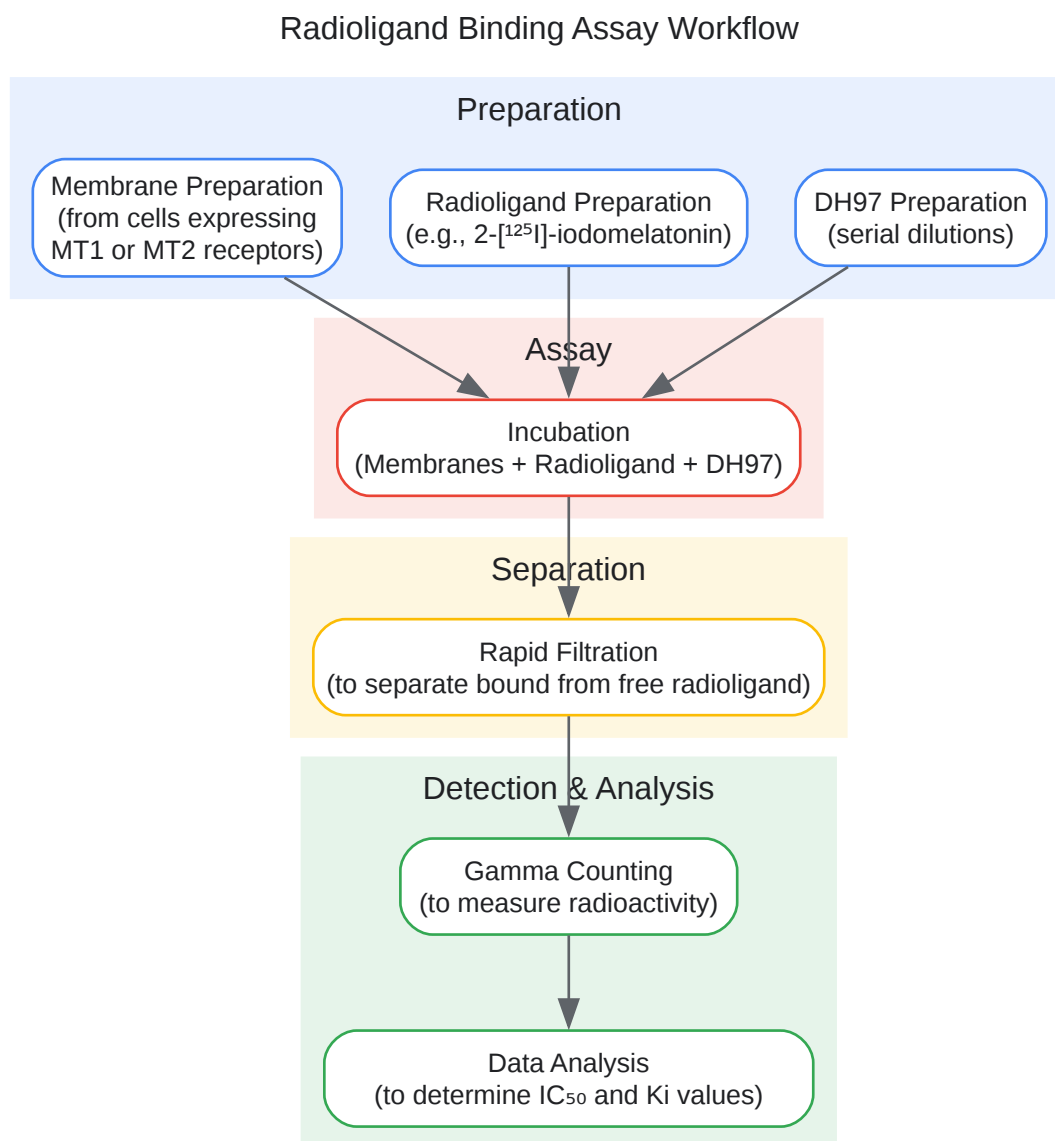 Radioligand Binding Assay Workflow
Preparation
Membrane Preparation
(from cells expressing
MT1 or MT2 receptors)
Radioligand Preparation
(e.g., 2-[¹²⁵I]-iodomelatonin)
DH97 Preparation
(serial dilutions)
Assay
Incubation
(Membranes + Radioligand + DH97)
Separation
Rapid Filtration
(to separate bound from free radioligand)
Detection & Analysis
Gamma Counting
(to measure radioactivity)
Data Analysis
(to determine IC₅₀ and Ki values)